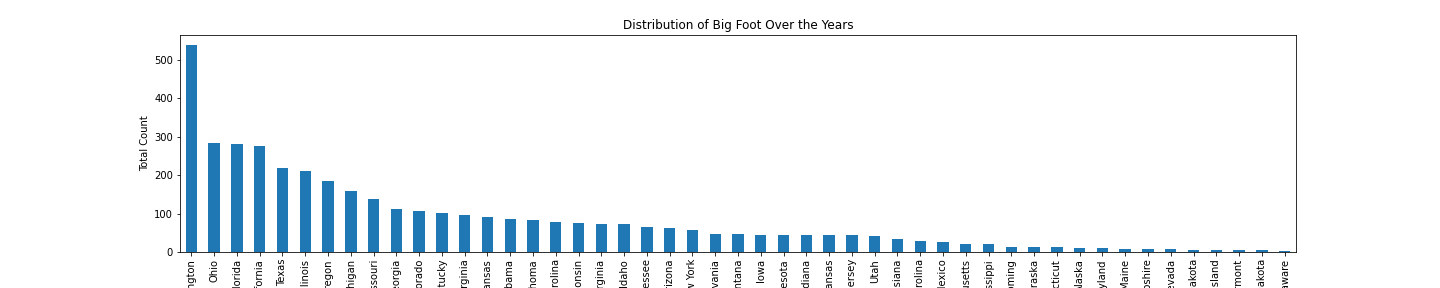 Distribution of Big Foot Over the Years
Total Count
500
400
300
200
100
0
ngton
Ohio
lorida
fornia
Texas
linois
regon
higan
ssouri
eorgia
orado
tucky
rginia
ansas
bama
homa
rolina
onsin
rginia
Idaho
essee
rizona
w York
vania
ntana
Iowa
esota
diana
ansas
ersey
Utah
siana
rolina
exico
usetts
ssippi
oming
raska
cticut
laska
yland
Maine
pshire
evada
akota
sland
rmont
akota
aware